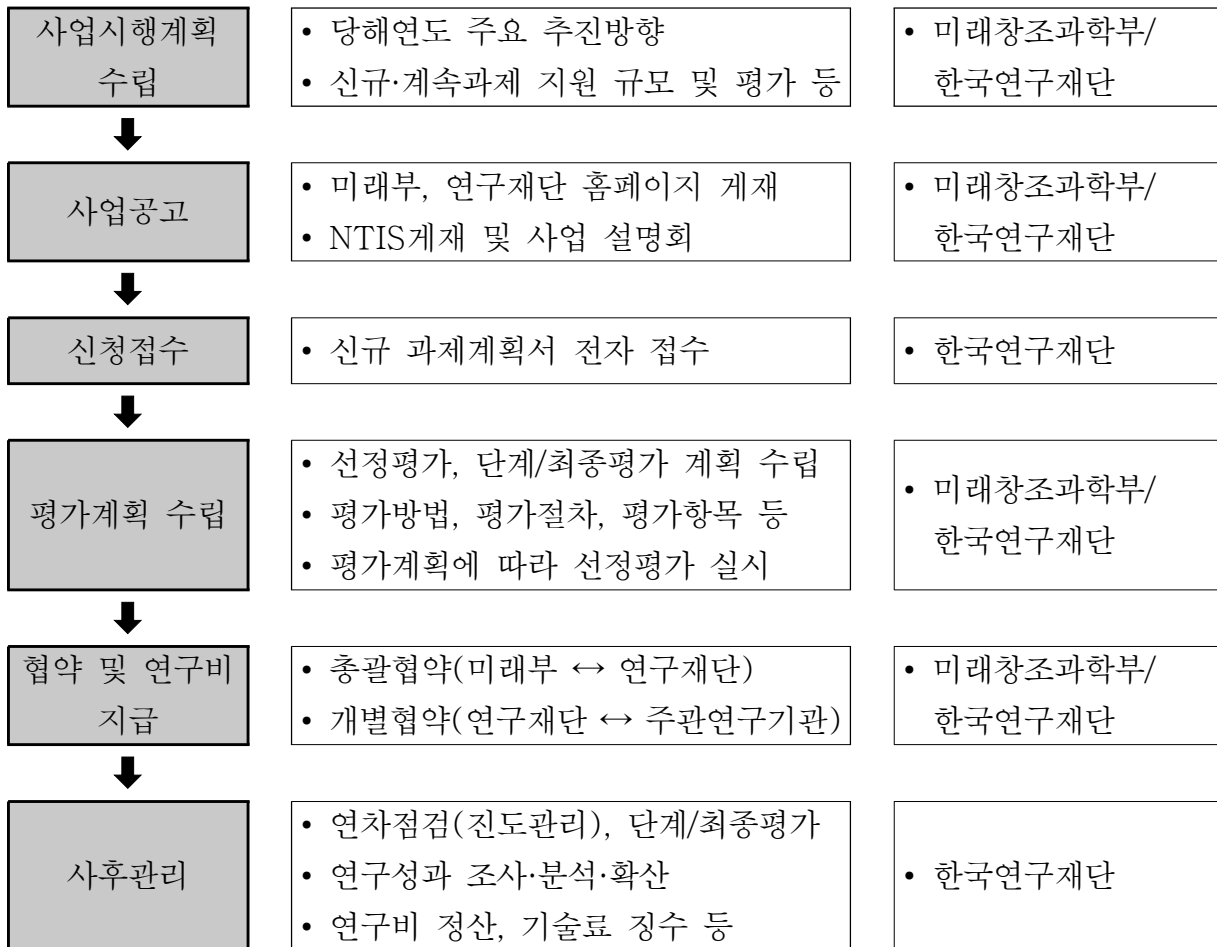 사업시행계획
수립
• 당해연도 주요 추진방향
• 신규·계속과제 지원 규모 및 평가 등
• 미래창조과학부/
한국연구재단
사업공고
• 미래부, 연구재단 홈페이지 게재
• NTIS게재 및 사업 설명회
• 미래창조과학부/
한국연구재단
신청접수
• 신규 과제계획서 전자 접수
• 한국연구재단
평가계획 수립
• 선정평가, 단계/최종평가 계획 수립
• 평가방법, 평가절차, 평가항목 등
• 평가계획에 따라 선정평가 실시
• 미래창조과학부/
한국연구재단
협약 및 연구비
지급
• 총괄협약(미래부 ↔ 연구재단)
• 개별협약(연구재단 ↔ 주관연구기관)
• 미래창조과학부/
한국연구재단
사후관리
• 연차점검(진도관리), 단계/최종평가
• 연구성과 조사·분석·확산
• 연구비 정산, 기술료 징수 등
• 한국연구재단